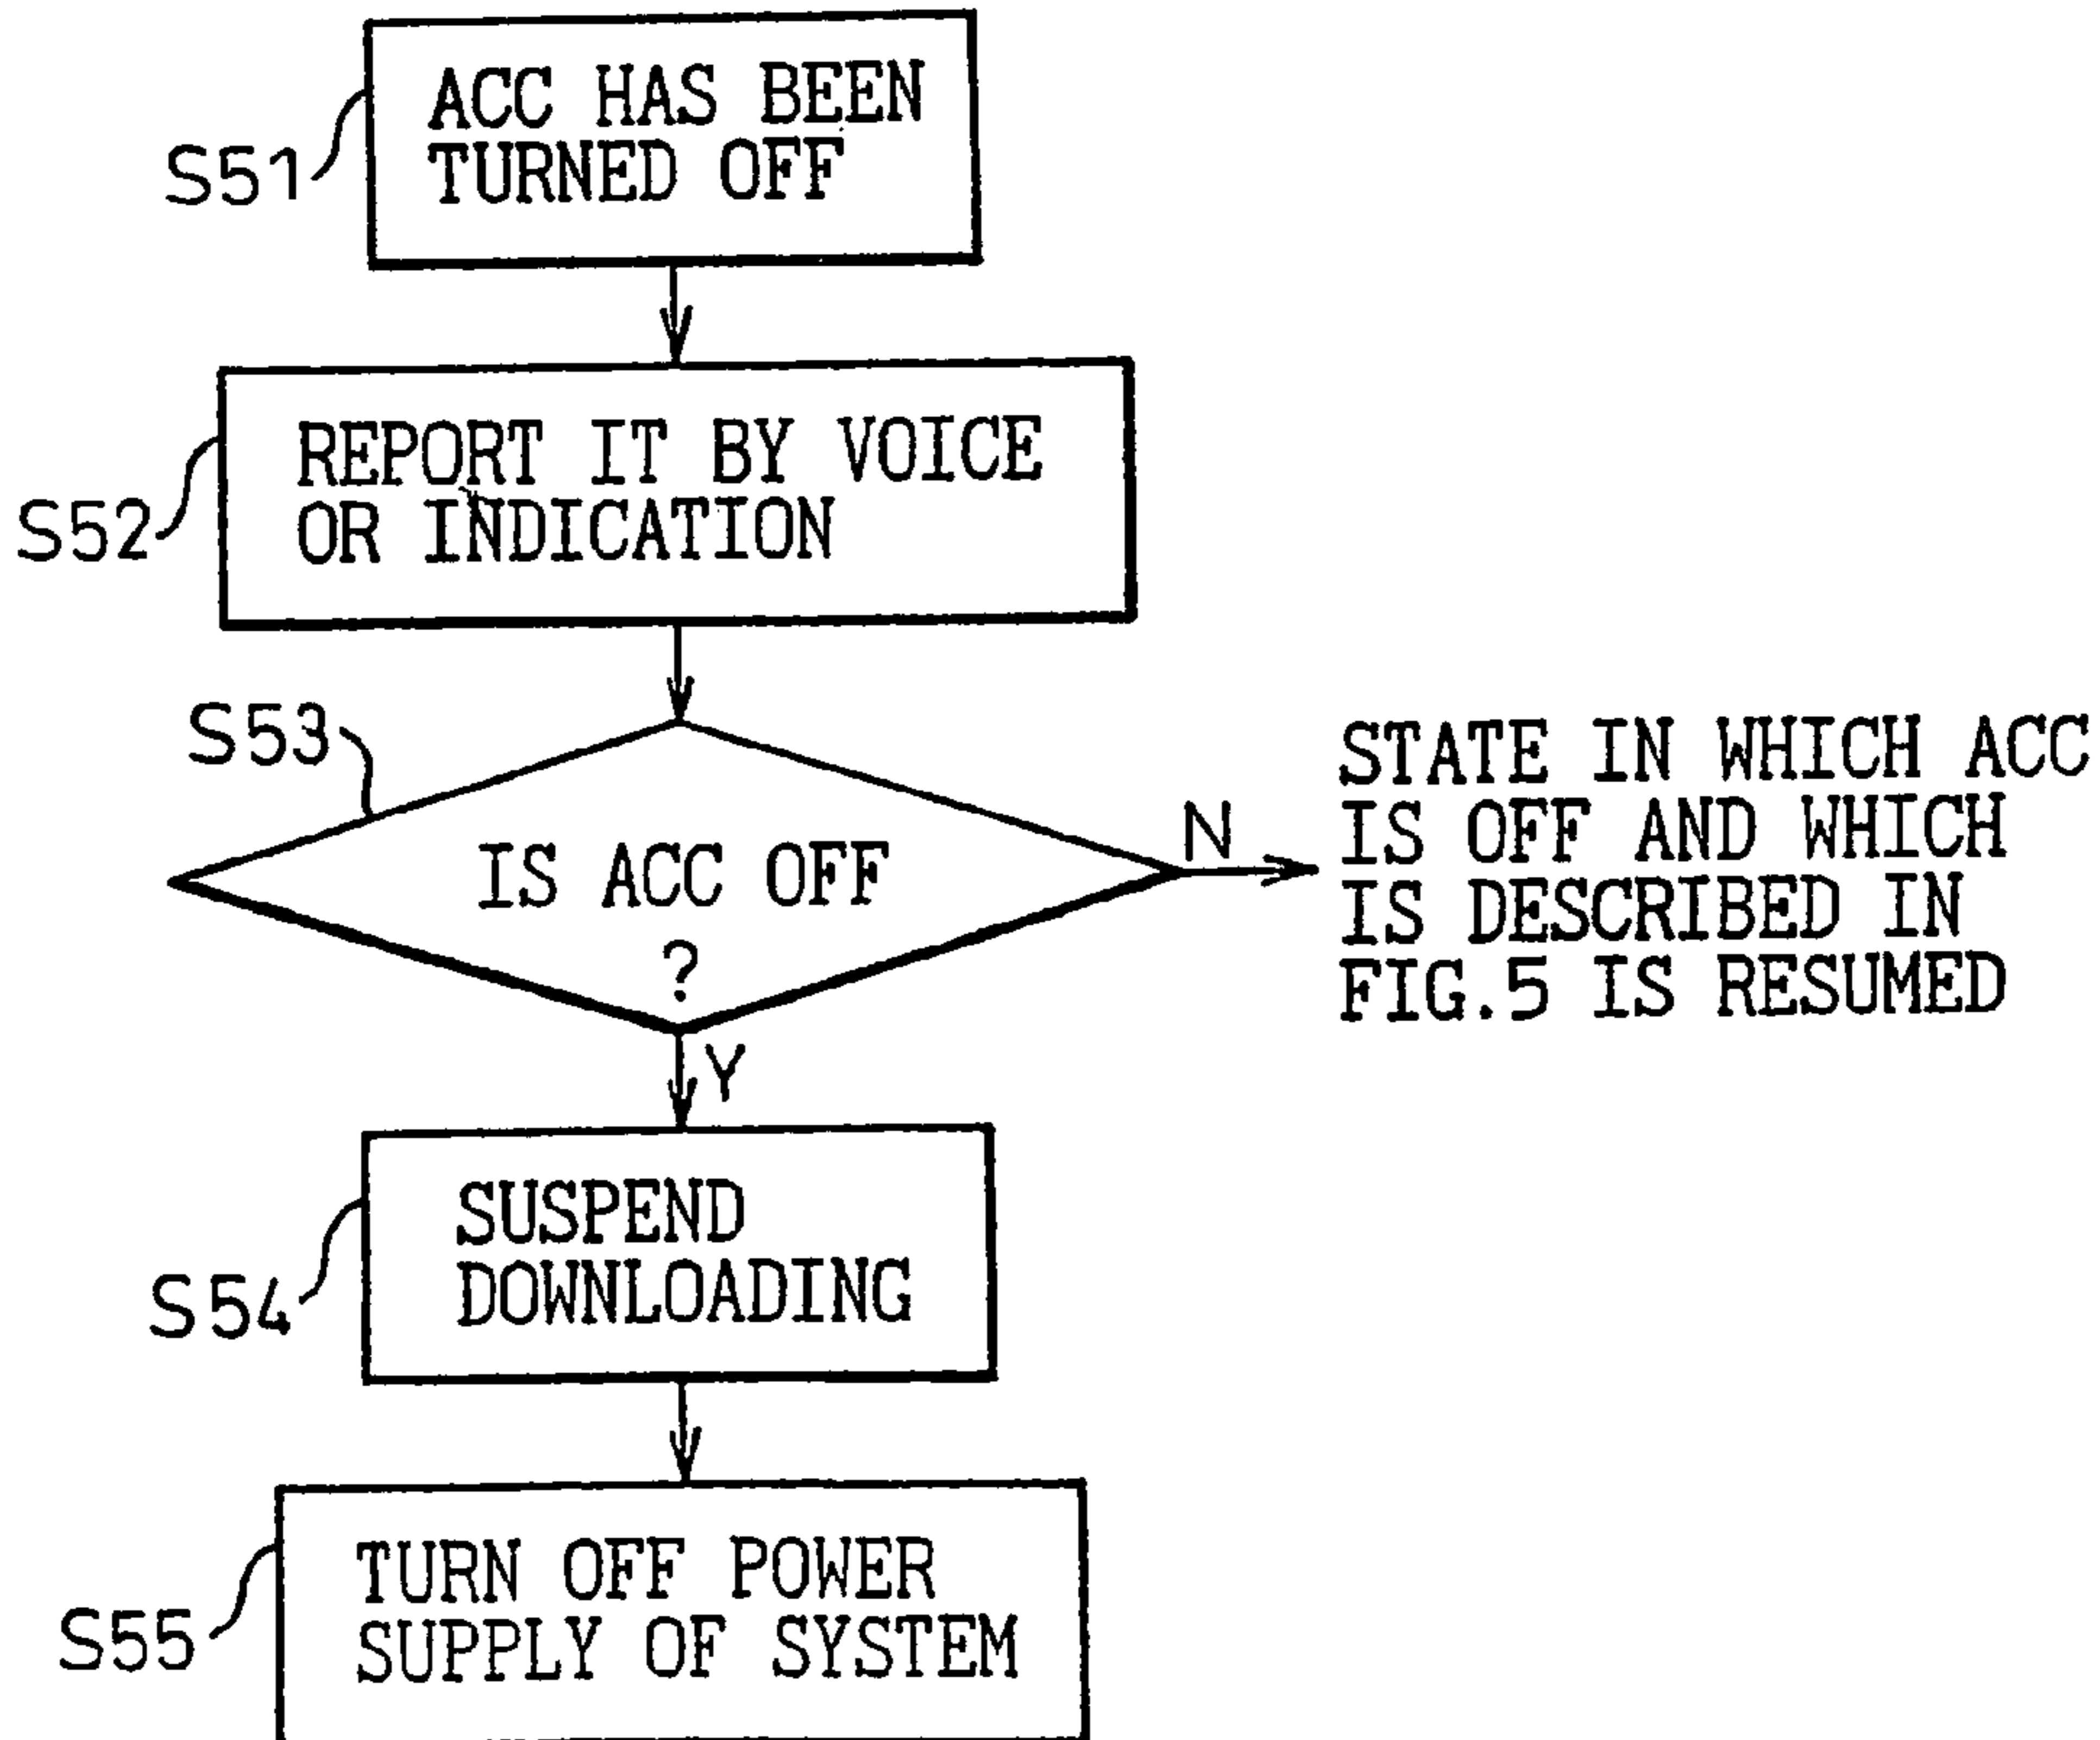 S51
ACC HAS BEEN
TURNED OFF
S52
REPORT IT BY VOICE
OR INDICATION
S53
IS ACC OFF
?
N
STATE IN WHICH ACC
IS OFF AND WHICH
IS DESCRIBED IN
FIG.5 IS RESUMED
Y
S54
SUSPEND
DOWNLOADING
S55
TURN OFF POWER
SUPPLY OF SYSTEM